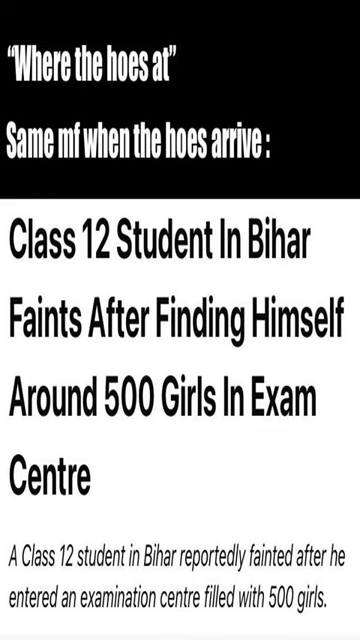 “Where the hoes at”
Same mf when the hoes arrive :
Class 12 Student In Bihar
Faints After Finding Himself
Around 500 Girls In Exam
Centre
A Class 12 student in Bihar reportedly fainted after he
entered an examination centre filled with 500 girls.